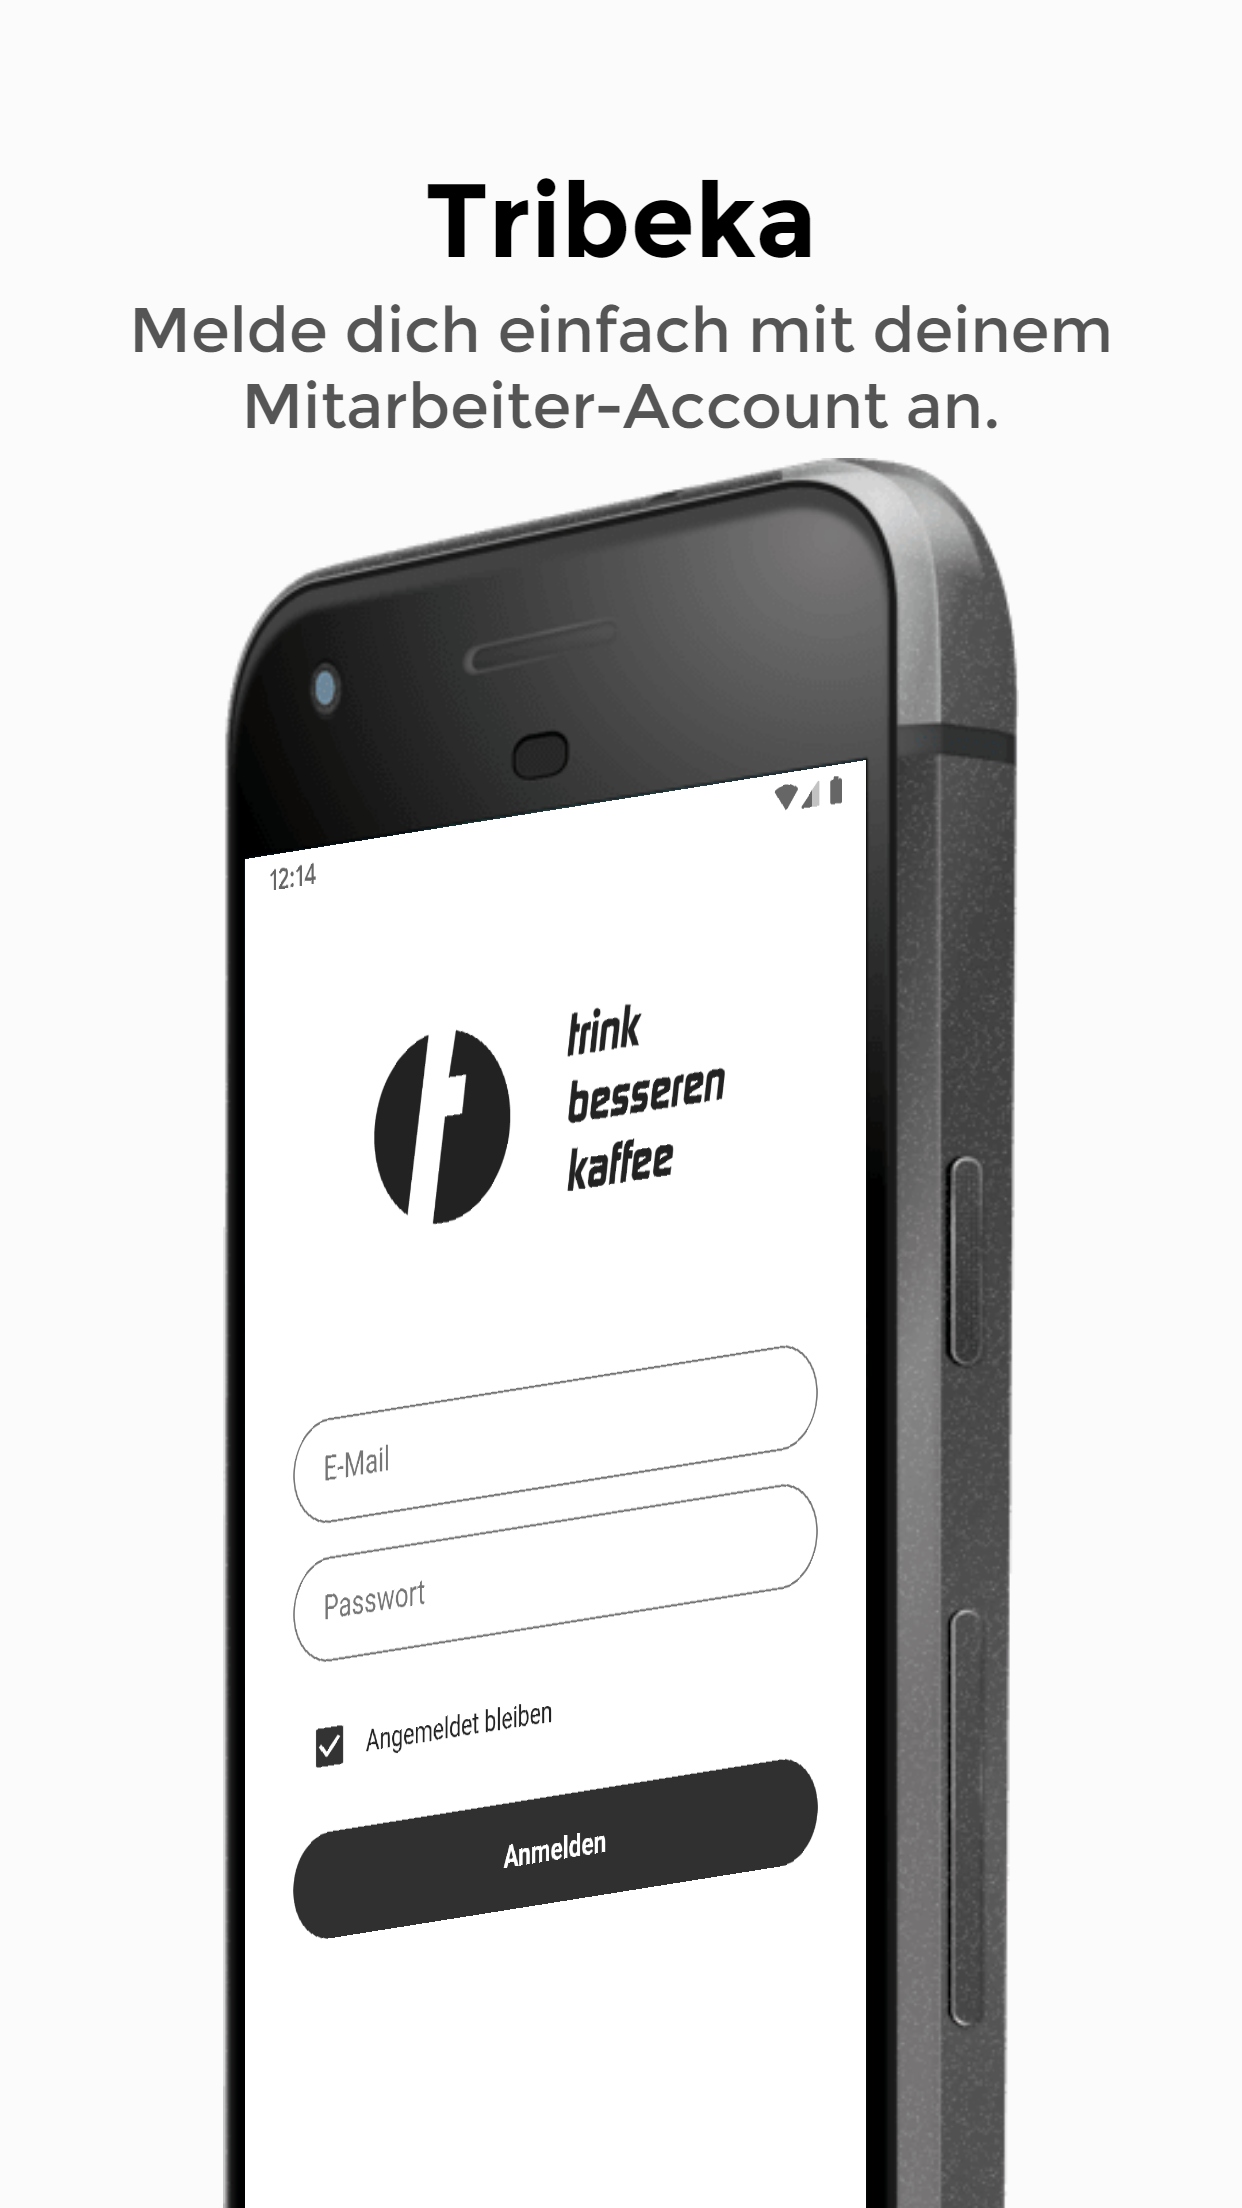 Tribeka
Melde dich einfach mit deinem
Mitarbeiter-Account an.
12:14
trink
besseren
kaffee
E-Mail
Passwort
Angemeldet bleiben
Anmelden